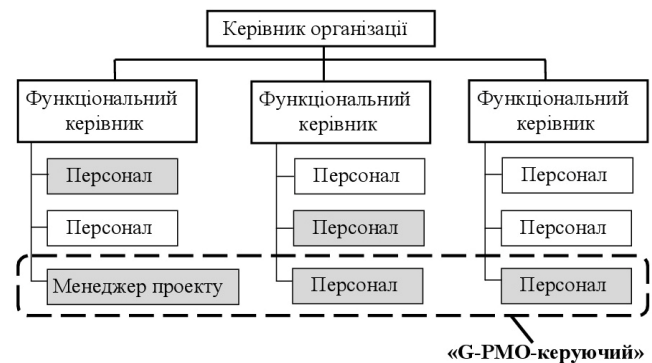 Керівник організації
Функціональний
керівник
Функціональний
керівник
Функціональний
керівник
Персонал
Персонал
Персонал
Персонал
Персонал
Персонал
Менеджер проекту
Персонал
Персонал
«G-PMO-керуючий»